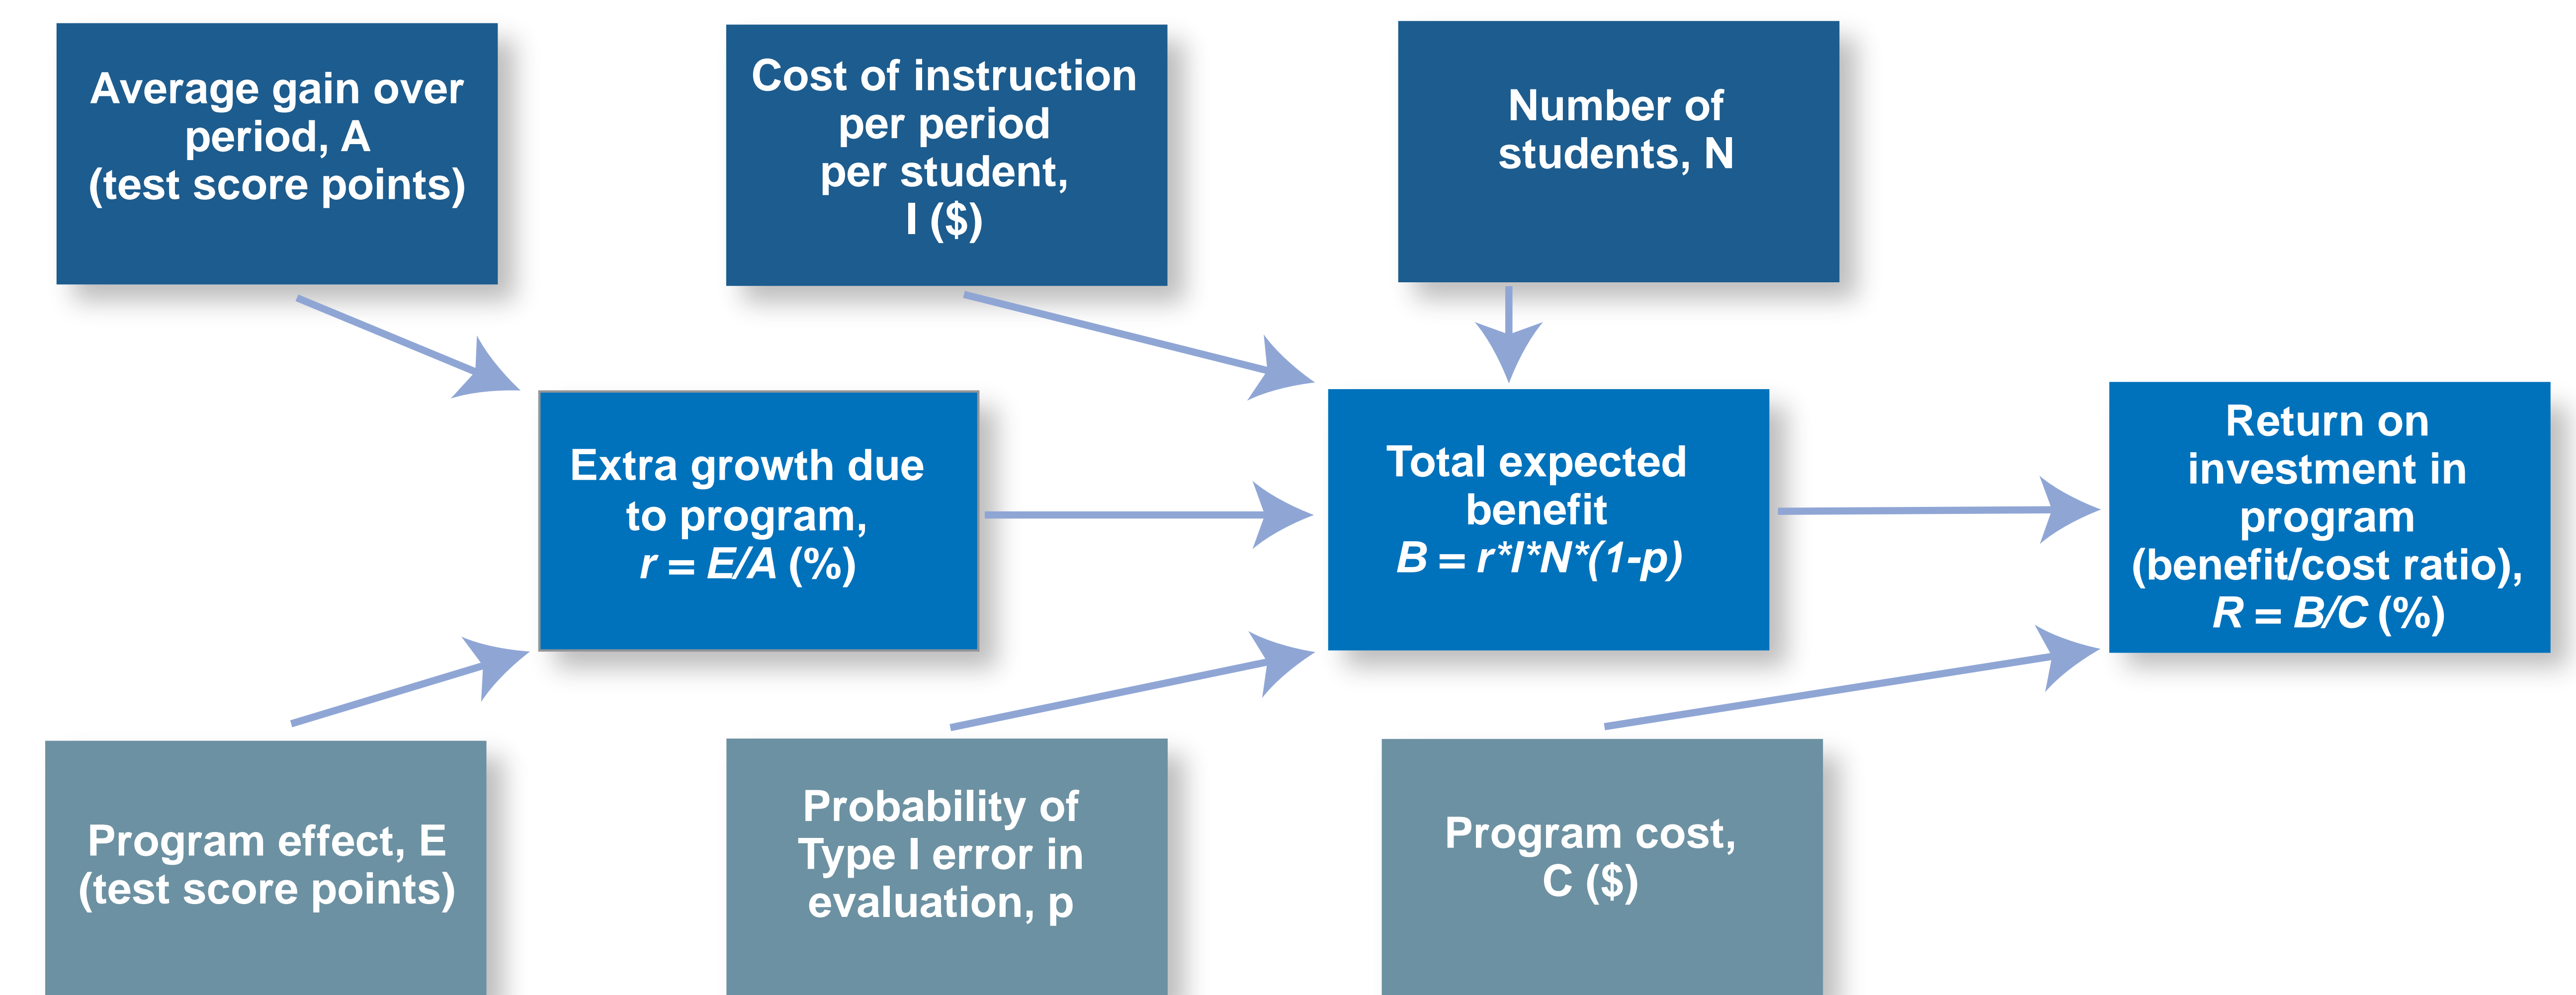 Average gain over
period, A
(test score points)
Cost of instruction
per period
per student,
I ($)
Number of
students, N
Extra growth due
to program,
r = E/A (%)
Total expected
benefit
B = r*I*N*(1-p)
Return on
investment in
program
(benefit/cost ratio),
R = B/C (%)
Program effect, E
(test score points)
Probability of
Type I error in
evaluation, p
Program cost,
C ($)